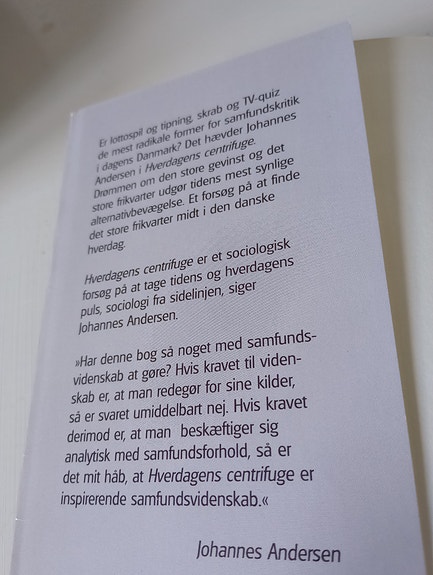 Er lottospil og tipning, skrab og TV-quiz
de mest radikale former for samfundskritik
i dagens Danmark? Det hævder Johannes
Andersen i Hverdagens centrifuge.
Drømmen om den store gevinst og det
store frikvarter udgør tidens mest synlige
alternativbevægelse. Et forsøg på at finde
det store frikvarter midt i den danske
hverdag.
Hverdagens centrifuge er et sociologisk
forsøg på at tage tidens og hverdagens
puls, sociologi fra sidelinjen, siger
Johannes Andersen.
»Har denne bog så noget med samfunds-
videnskab at gøre? Hvis kravet til viden-
skab er, at man redegør for sine kilder,
så er svaret umiddelbart nej. Hvis kravet
derimod er, at man beskæftiger sig
analytisk med samfundsforhold, så er
det mit håb, at Hverdagens centrifuge er
inspirerende samfundsvidenskab.«
Johannes Andersen